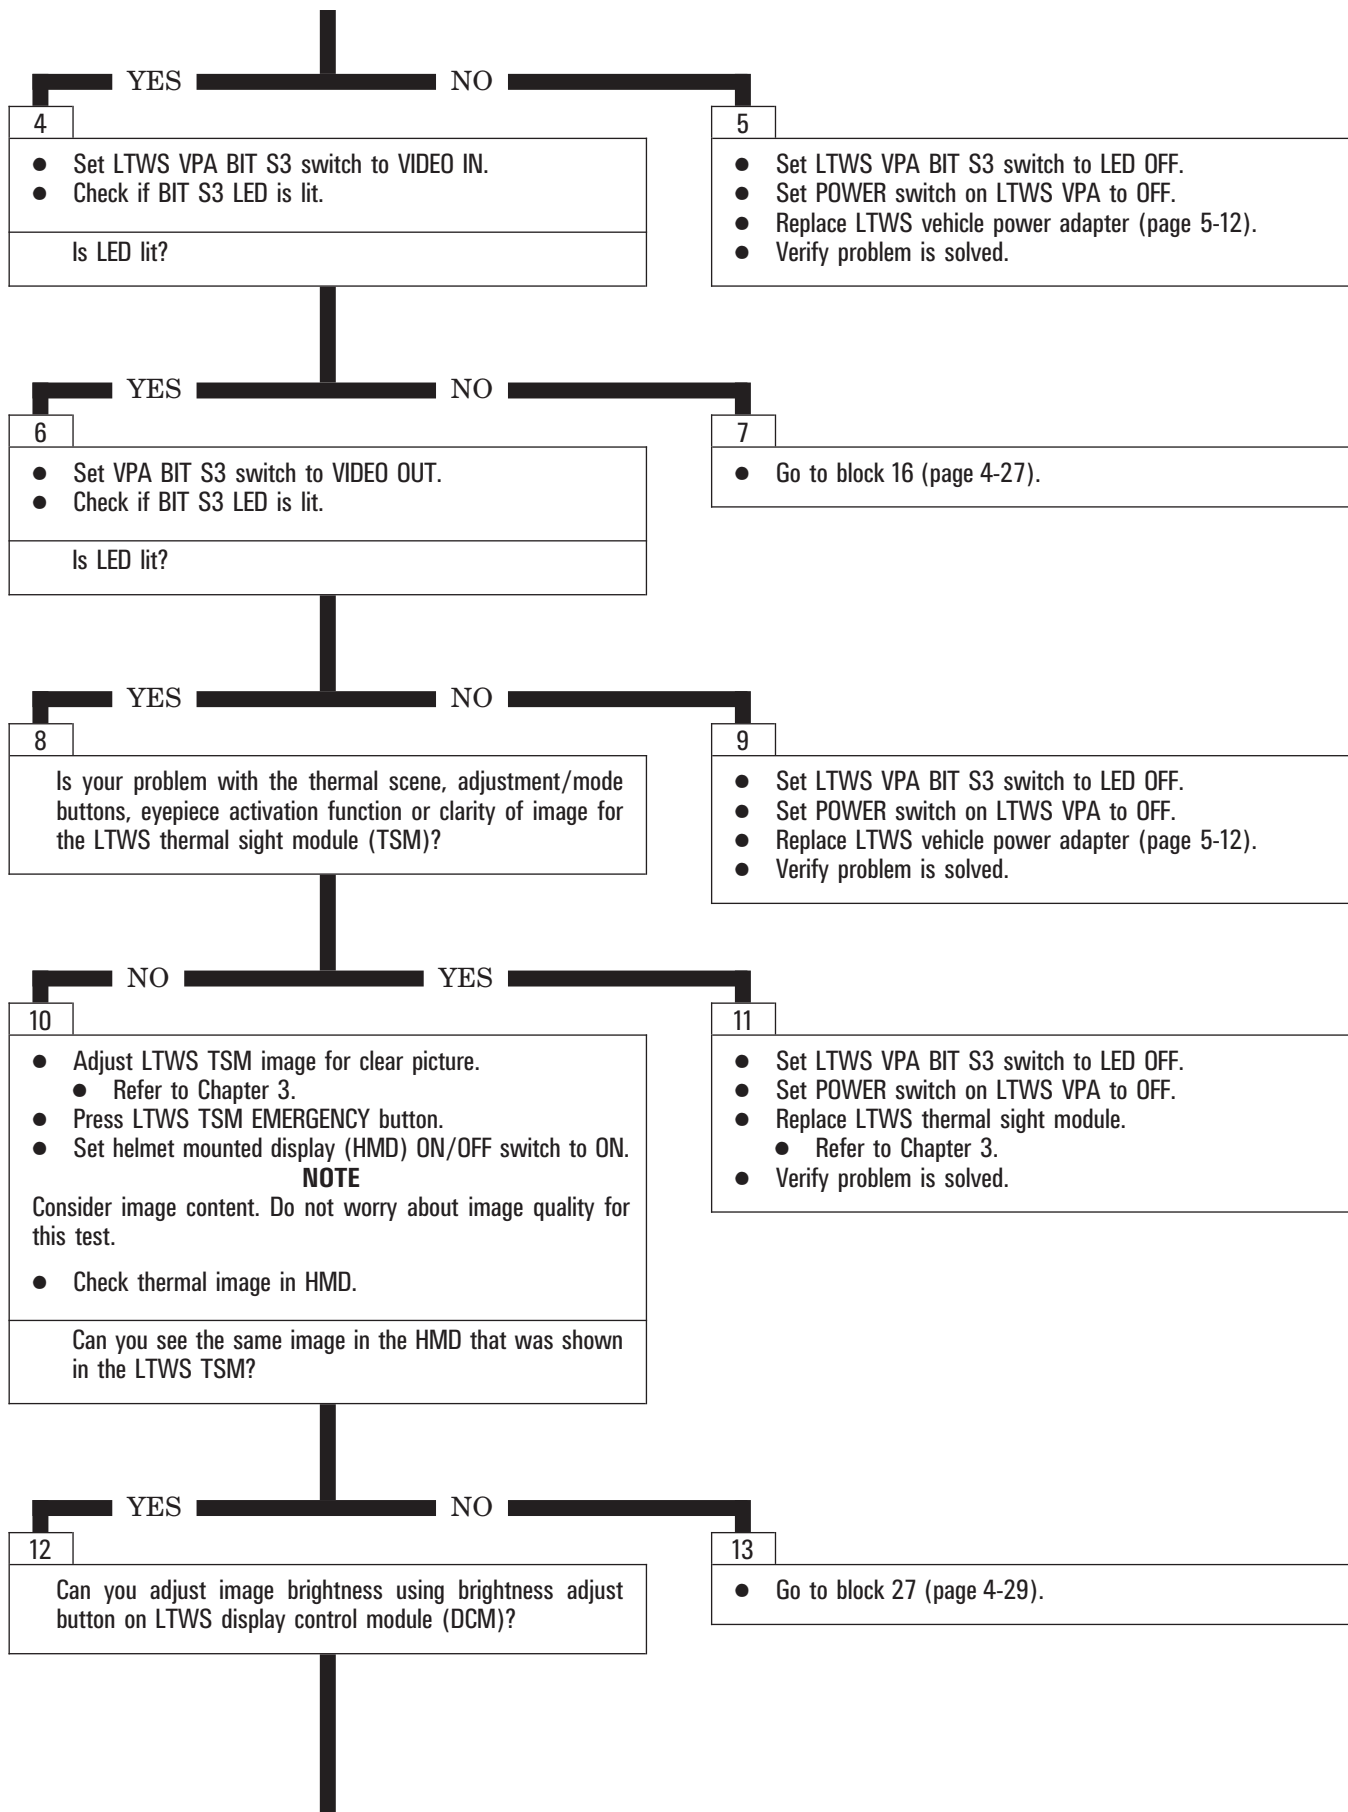 YES NO
4
● Set LTWS VPA BIT S3 switch to VIDEO IN.
● Check if BIT S3 LED is lit.
Is LED lit?
5
● Set LTWS VPA BIT S3 switch to LED OFF.
● Set POWER switch on LTWS VPA to OFF.
● Replace LTWS vehicle power adapter (page 5-12).
● Verify problem is solved.
YES NO
6
● Set VPA BIT S3 switch to VIDEO OUT.
● Check if BIT S3 LED is lit.
Is LED lit?
7
● Go to block 16 (page 4-27).
YES NO
8
Is your problem with the thermal scene, adjustment/mode
buttons, eyepiece activation function or clarity of image for
the LTWS thermal sight module (TSM)?
9
● Set LTWS VPA BIT S3 switch to LED OFF.
● Set POWER switch on LTWS VPA to OFF.
● Replace LTWS vehicle power adapter (page 5-12).
● Verify problem is solved.
NO YES
10
● Adjust LTWS TSM image for clear picture.
● Refer to Chapter 3.
● Press LTWS TSM EMERGENCY button.
● Set helmet mounted display (HMD) ON/OFF switch to ON.
NOTE
Consider image content. Do not worry about image quality for
this test.
● Check thermal image in HMD.
Can you see the same image in the HMD that was shown
in the LTWS TSM?
11
● Set LTWS VPA BIT S3 switch to LED OFF.
● Set POWER switch on LTWS VPA to OFF.
● Replace LTWS thermal sight module.
● Refer to Chapter 3.
● Verify problem is solved.
YES NO
12
Can you adjust image brightness using brightness adjust
button on LTWS display control module (DCM)?
13
● Go to block 27 (page 4-29).